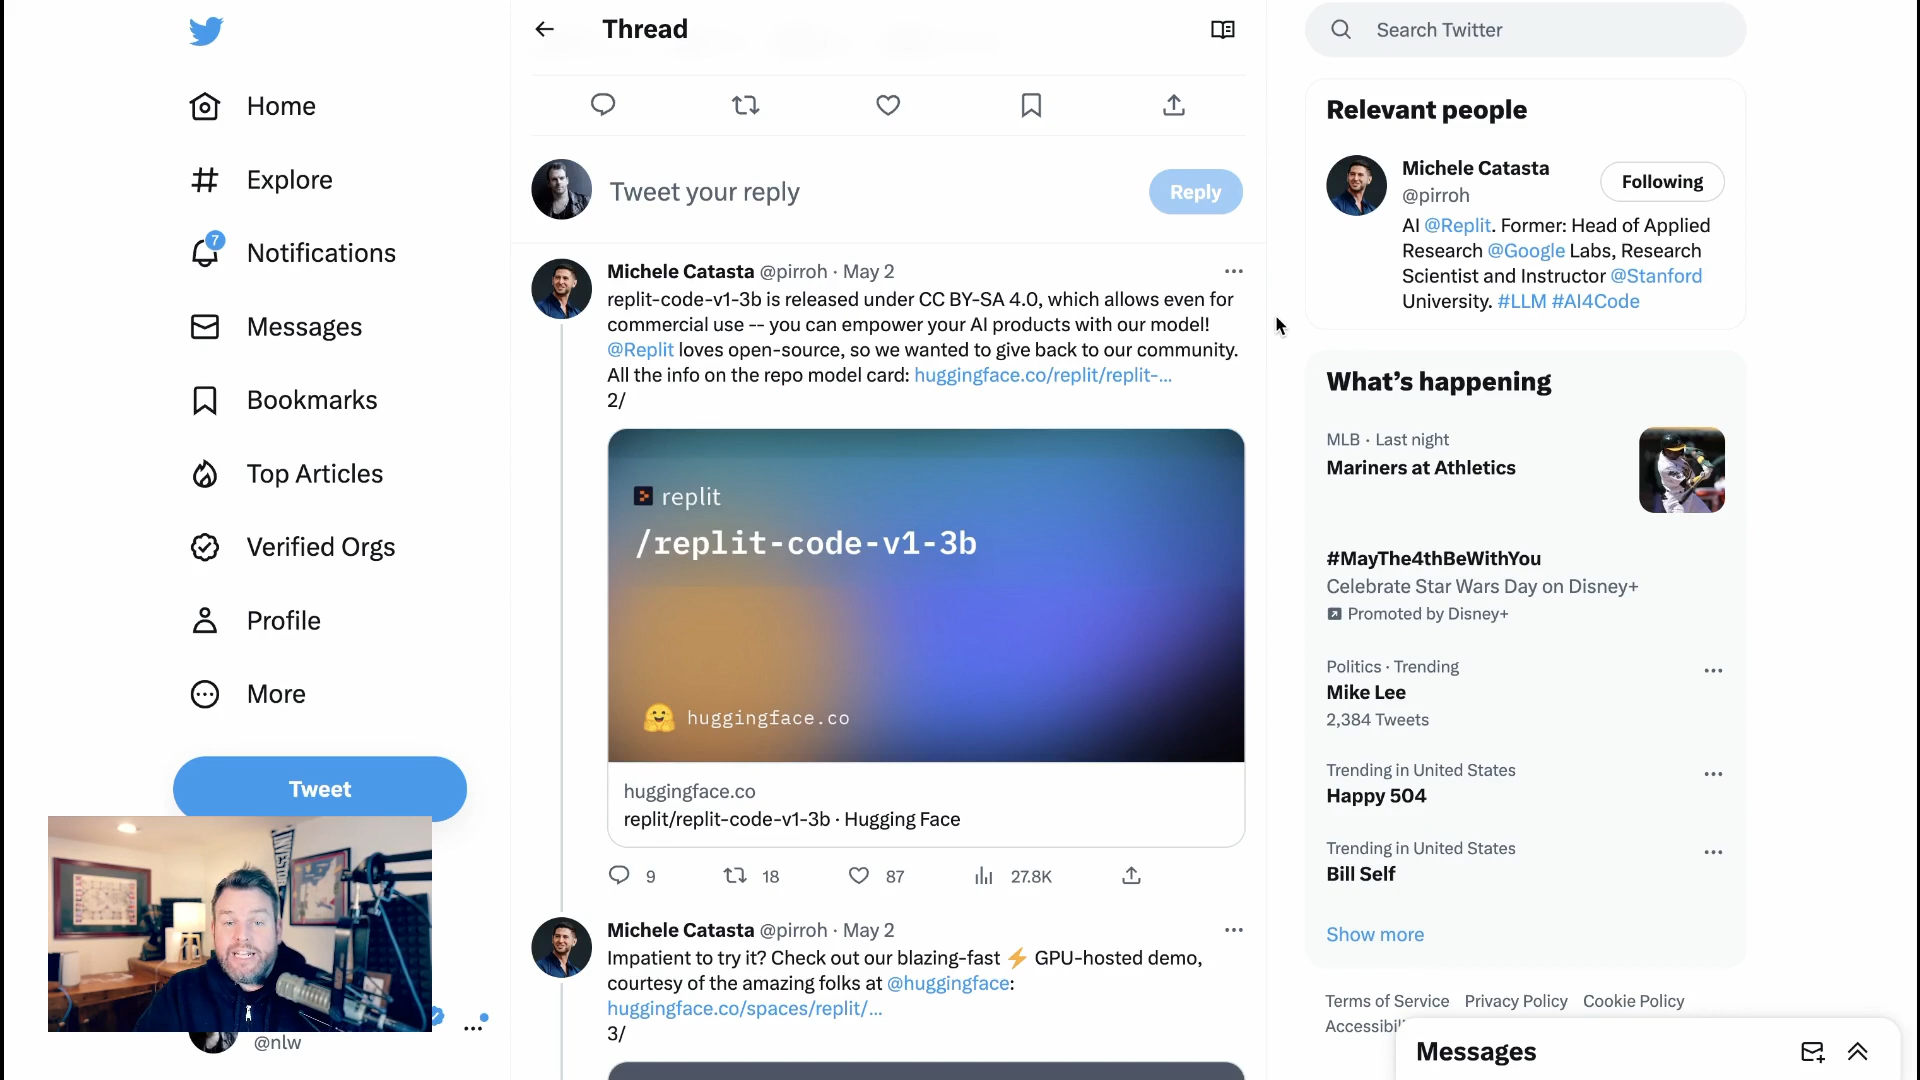 Home
Explore
7
Notifications
Messages
Bookmarks
Top Articles
Verified Orgs
Profile
More
Tweet
@nlw
Thread
Tweet your reply
Reply
Michele Catasta @pirroh · May 2
replit-code-v1-3b is released under CC BY-SA 4.0, which allows even for
commercial use -- you can empower your AI products with our model!
@Replit loves open-source, so we wanted to give back to our community.
All the info on the repo model card: huggingface.co/replit/replit-...
2/
replit
/replit-code-v1-3b
huggingface.co
huggingface.co
replit/replit-code-v1-3b · Hugging Face
9 18 87 27.8K
Michele Catasta @pirroh · May 2
Impatient to try it? Check out our blazing-fast ⚡ GPU-hosted demo,
courtesy of the amazing folks at @huggingface:
huggingface.co/spaces/replit/...
3/
Search Twitter
Relevant people
Michele Catasta
@pirroh
Following
AI @Replit. Former: Head of Applied
Research @Google Labs, Research
Scientist and Instructor @Stanford
University. #LLM #AI4Code
What's happening
MLB · Last night
Mariners at Athletics
#MayThe4thBeWithYou
Celebrate Star Wars Day on Disney+
Promoted by Disney+
Politics · Trending
Mike Lee
2,384 Tweets
Trending in United States
Happy 504
Trending in United States
Bill Self
Show more
Terms of Service Privacy Policy Cookie Policy
Messages